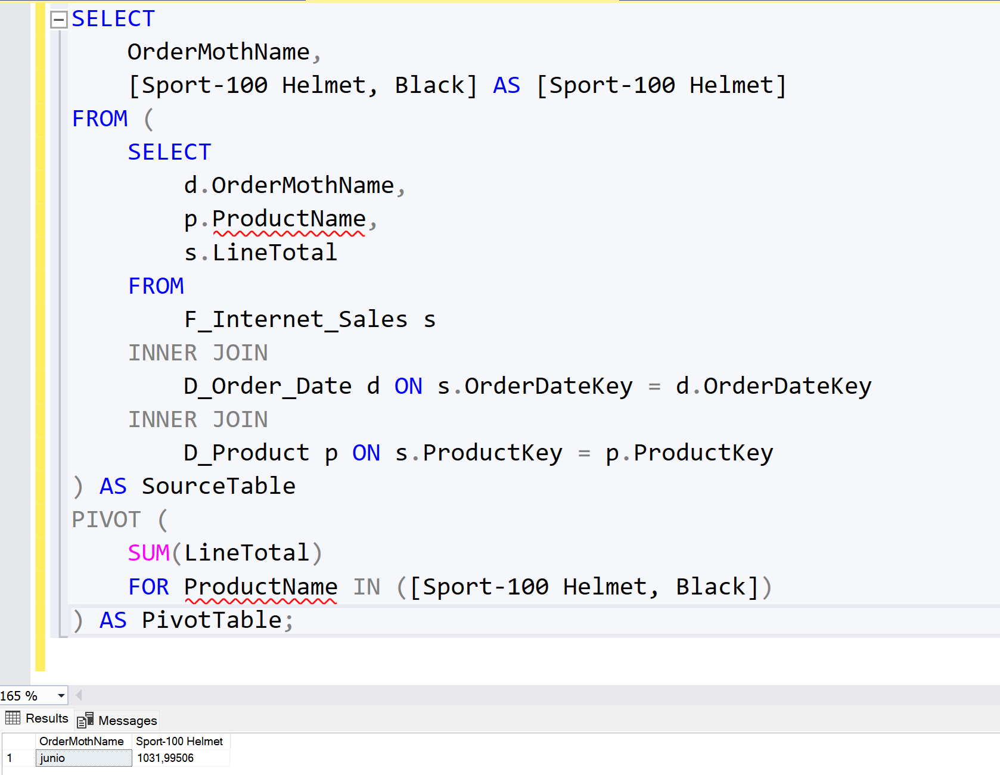 SELECT
OrderMothName,
[Sport-100 Helmet, Black] AS [Sport-100 Helmet]
FROM (
SELECT
d.OrderMothName,
p.ProductName,
s.LineTotal
FROM
F_Internet_Sales s
INNER JOIN
D_Order_Date d ON s.OrderDateKey = d.OrderDateKey
INNER JOIN
D_Product p ON s.ProductKey = p.ProductKey
) AS SourceTable
PIVOT (
SUM(LineTotal)
FOR ProductName IN ([Sport-100 Helmet, Black])
) AS PivotTable;
165 %
Results Messages
OrderMothName Sport-100 Helmet
1 junio 1031,99506